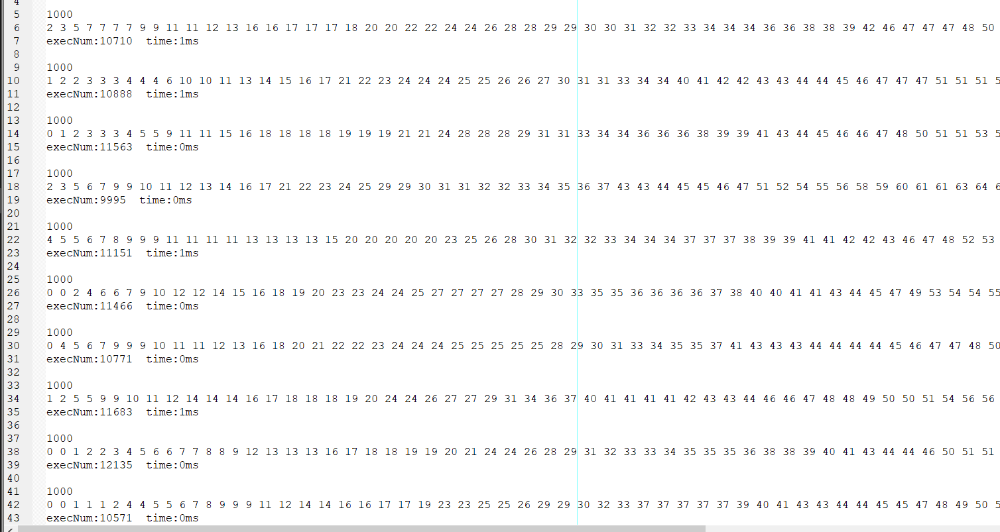 4
5 1000
6 2 3 5 7 7 7 7 9 9 11 11 12 13 16 16 17 17 17 18 20 20 22 22 24 24 26 28 28 29 29 30 30 31 32 32 33 34 34 34 36 36 38 38 39 42 46 47 47 47 48 50
7 execNum:10710  time:1ms
8
9 1000
10 1 2 2 3 3 3 4 4 4 6 10 10 11 13 14 15 16 17 21 22 23 24 24 24 25 25 26 26 27 30 31 31 33 34 34 40 41 42 42 43 43 44 44 45 46 47 47 47 51 51 51 5
11 execNum:10888  time:1ms
12
13 1000
14 0 1 2 3 3 3 4 5 5 9 11 11 15 16 18 18 18 18 19 19 19 21 21 24 28 28 28 29 31 31 33 34 34 36 36 36 38 39 39 41 43 44 45 46 46 47 48 50 51 51 53 5
15 execNum:11563  time:0ms
16
17 1000
18 2 3 5 6 7 9 9 10 11 12 13 14 16 17 21 22 23 24 25 29 29 30 31 31 32 32 33 34 35 36 37 43 43 44 45 45 46 47 51 52 54 55 56 58 59 60 61 61 63 64 6
19 execNum:9995  time:0ms
20
21 1000
22 4 5 5 6 7 8 9 9 9 11 11 11 11 13 13 13 13 15 20 20 20 20 20 23 25 26 28 30 31 32 32 33 34 34 34 37 37 37 38 39 39 41 41 42 42 43 46 47 48 52 53
23 execNum:11151  time:1ms
24
25 1000
26 0 0 2 4 6 6 7 9 10 12 12 14 15 16 18 19 20 23 23 24 24 25 27 27 27 27 28 29 30 33 35 35 36 36 36 36 37 38 40 40 41 41 43 44 45 47 49 53 54 54 55
27 execNum:11466  time:0ms
28
29 1000
30 0 4 5 6 7 9 9 9 10 11 11 12 13 16 18 20 21 22 22 23 24 24 24 25 25 25 25 25 28 29 30 31 33 34 35 35 37 41 43 43 43 44 44 44 44 45 46 47 47 48 50
31 execNum:10771  time:0ms
32
33 1000
34 1 2 5 5 9 9 10 11 12 14 14 14 16 17 18 18 18 19 20 24 24 26 27 27 29 31 34 36 37 40 41 41 41 41 42 43 43 44 46 46 47 48 48 49 50 50 51 54 56 56
35 execNum:11683  time:1ms
36
37 1000
38 0 0 1 2 2 3 4 5 6 6 7 7 8 8 9 12 13 13 13 16 17 18 18 19 19 20 21 24 24 26 28 29 31 32 33 33 34 35 35 35 36 38 38 39 40 41 43 44 44 46 50 51 51
39 execNum:12135  time:0ms
40
41 1000
42 0 0 1 1 1 2 4 4 5 5 6 7 8 9 9 9 11 12 14 14 16 16 17 17 19 23 23 25 25 26 29 29 30 32 33 37 37 37 37 37 39 40 41 43 43 44 44 45 45 47 48 49 50 5
43 execNum:10571  time:0ms